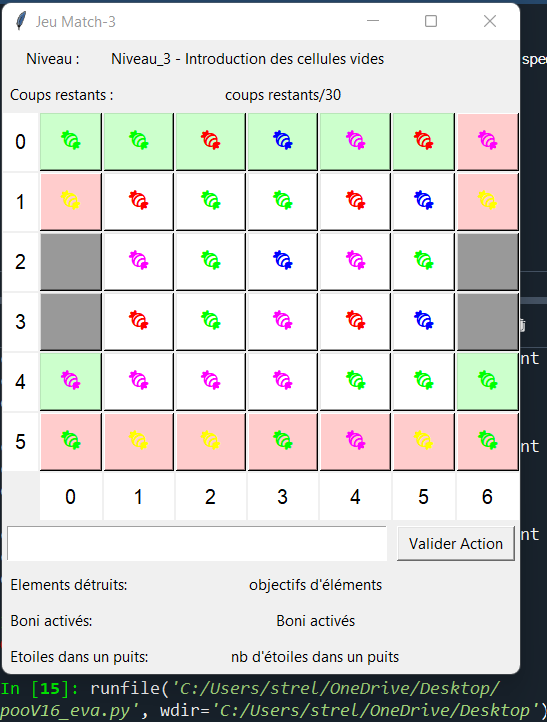 Jeu Match-3
Niveau : Niveau_3 - Introduction des cellules vides
spe
Coups restants : coups restants/30
0
1
2
3
4
nt
5
nt
nt
0 1 2 3 4 5 6
Valider Action
Elements détruits: objectifs d'éléments
Boni activés: Boni activés
Etoiles dans un puits: nb d'étoiles dans un puits
In [15]: runfile('C:/Users/strel/OneDrive/Desktop/
pooV16_eva.py', wdir='C:/Users/strel/OneDrive/Desktop')